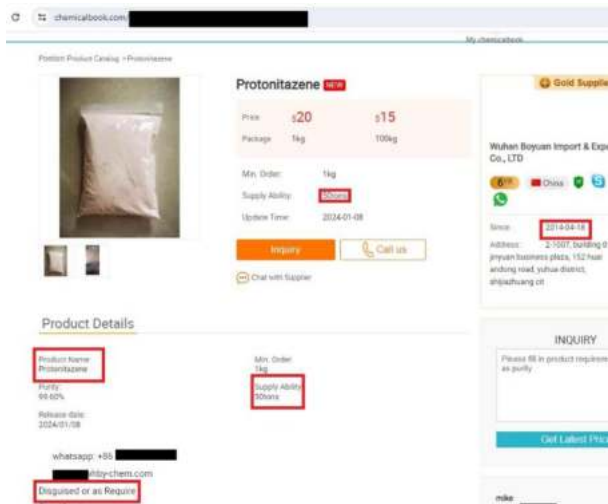 chemicalbook.com/
My chemicalbook
Position: Product Catalog >Protonitazene
Protonitazene NEW
Price $20 $15
Package 1kg 100kg
Min. Order: 1kg
Supply Ability: 50tons
Update Time: 2024-01-08
Inquiry Call us
Chat with Supplier
Gold Supplie
Wuhan Boyuan Import & Expo
Co., LTD
China
Since: 2014-04-18
Address: 2-1007, building
jinyuan business plaza, 152 huai
andong road, yuhua district,
shijiazhuang cit
Product Details
Product Name Min. Order:
Protonitazene 1kg
Purity: Supply Ability:
99.60% 50tons
Release date:
2024/01/08
whatsapp: +86
hby-chem.com
Disguised or as Require
INQUIRY
Please fill in product requirem
as purity
Get Latest Price
mike